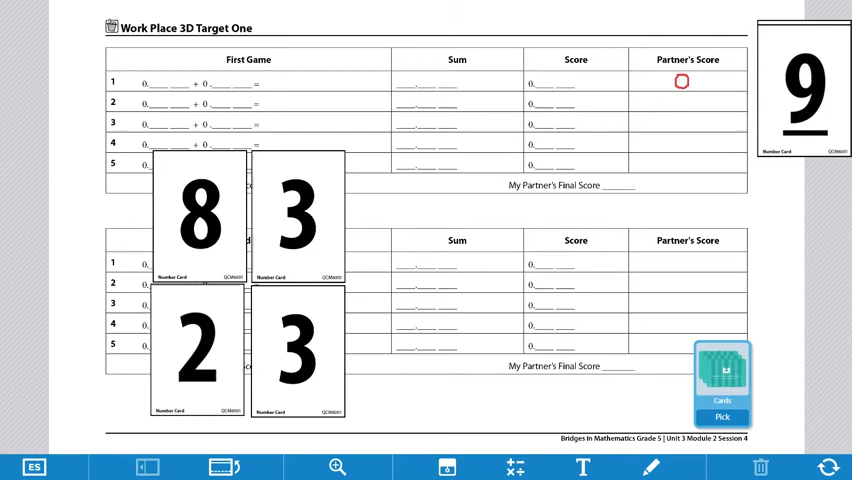 Work Place 3D Target One
First Game Sum Score Partner's Score
1 0.____ ____ + 0 .____ ____ = ____.____ ____ 0.____ ____ 0
2 0.____ ____ + 0 .____ ____ = ____.____ ____ 0.____ ____
3 0.____ ____ + 0 .____ ____ = ____.____ ____ 0.____ ____
4 0.____ ____ + 0 .____ ____ = ____.____ ____ 0.____ ____
5 0. ____.____ ____ 0.____ ____
My Partner's Final Score _______
9
Number Card QCM6001
8 3
Number Card QCM6001 Number Card QCM6001
2 3
Number Card QCM6001 Number Card QCM6001
Sum Score Partner's Score
1 0. ____.____ ____ 0.____ ____
2 0. ____.____ ____ 0.____ ____
3 0. ____.____ ____ 0.____ ____
4 0. ____.____ ____ 0.____ ____
5 0. ____.____ ____ 0.____ ____
My Partner's Final Score _______
Cards
Pick
Bridges in Mathematics Grade 5 | Unit 3 Module 2 Session 4
ES
T